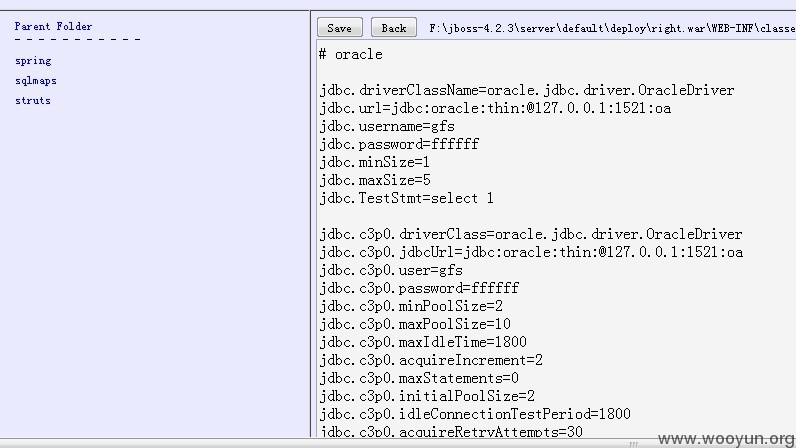 Parent Folder
- - - - - - - - - - - -
spring
sqlmaps
struts
Save Back F:\jboss-4.2.3\server\default\deploy\right.war\WEB-INF\classe
# oracle
jdbc.driverClassName=oracle.jdbc.driver.OracleDriver
jdbc.url=jdbc:oracle:thin:@127.0.0.1:1521:oa
jdbc.username=gfs
jdbc.password=ffffff
jdbc.minSize=1
jdbc.maxSize=5
jdbc.TestStmt=select 1
jdbc.c3p0.driverClass=oracle.jdbc.driver.OracleDriver
jdbc.c3p0.jdbcUrl=jdbc:oracle:thin:@127.0.0.1:1521:oa
jdbc.c3p0.user=gfs
jdbc.c3p0.password=ffffff
jdbc.c3p0.minPoolSize=2
jdbc.c3p0.maxPoolSize=10
jdbc.c3p0.maxIdleTime=1800
jdbc.c3p0.acquireIncrement=2
jdbc.c3p0.maxStatements=0
jdbc.c3p0.initialPoolSize=2
jdbc.c3p0.idleConnectionTestPeriod=1800
jdbc.c3p0.acquireRetryAttempts=30
www.wooyun.org